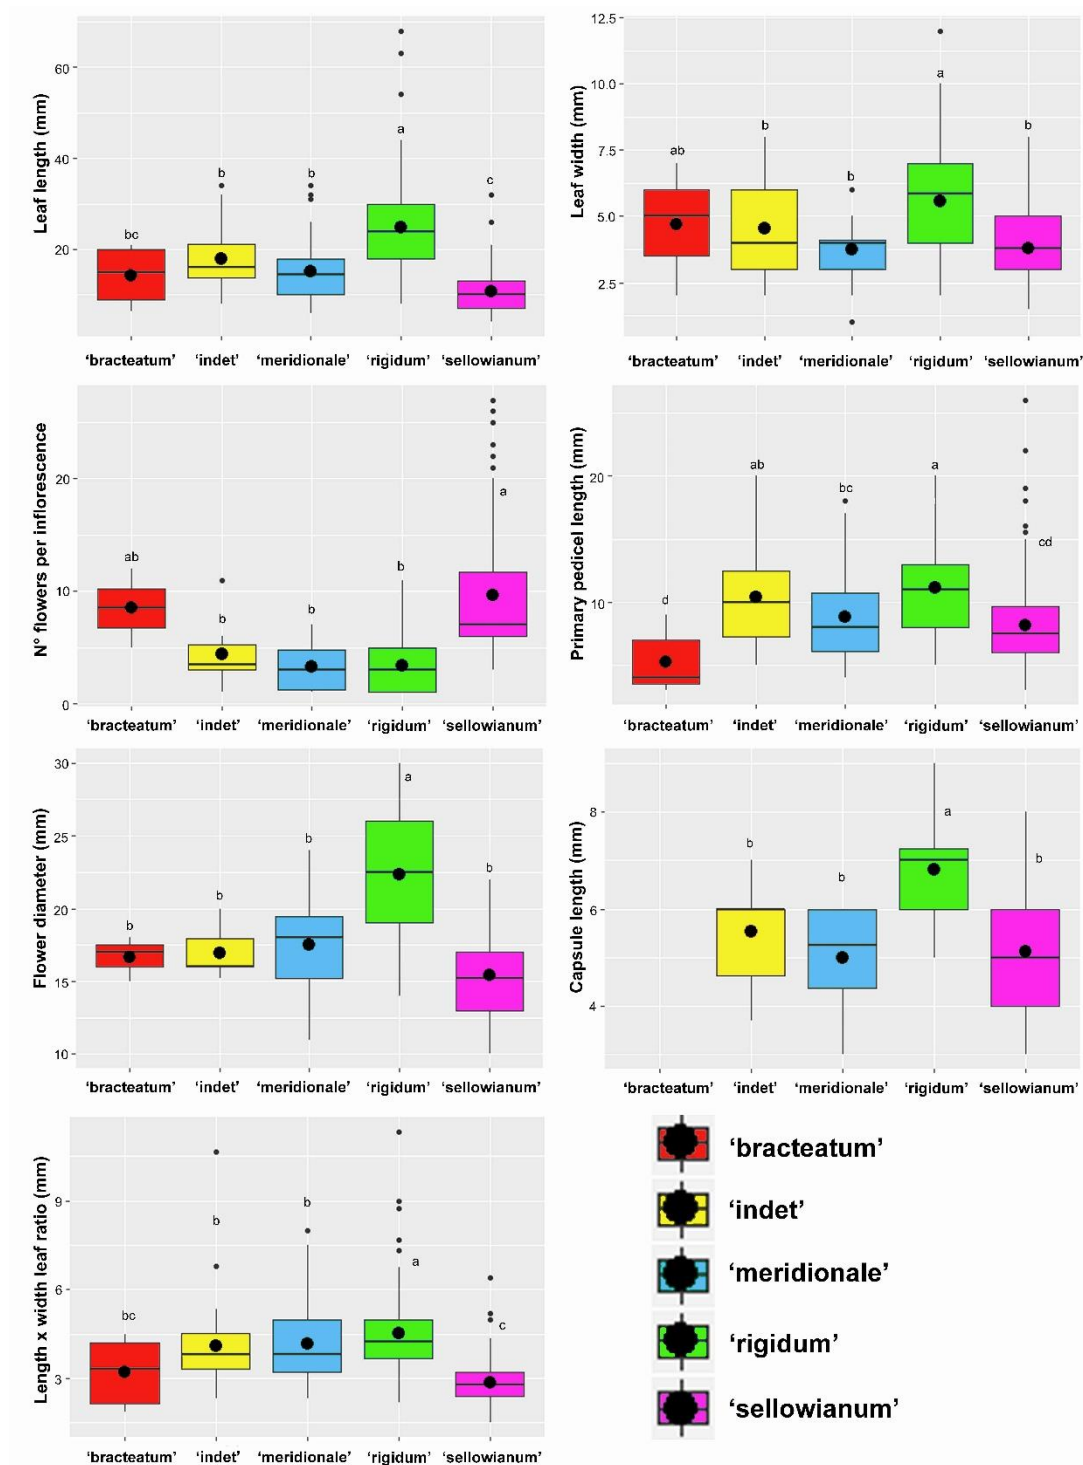 Leaf length (mm)
60
40
20
bc
b
b
a
c
‘bracteatum’ ‘indet’ ‘meridionale’ ‘rigidum’ ‘sellowianum’
Leaf width (mm)
12.5
10.0
7.5
5.0
2.5
ab
b
b
a
b
‘bracteatum’ ‘indet’ ‘meridionale’ ‘rigidum’ ‘sellowianum’
N° flowers per inflorescence
20
10
0
ab
b
b
b
a
‘bracteatum’ ‘indet’ ‘meridionale’ ‘rigidum’ ‘sellowianum’
Primary pedicel length (mm)
20
10
d
ab
bc
a
cd
‘bracteatum’ ‘indet’ ‘meridionale’ ‘rigidum’ ‘sellowianum’
Flower diameter (mm)
30
25
20
15
10
b
b
b
a
b
‘bracteatum’ ‘indet’ ‘meridionale’ ‘rigidum’ ‘sellowianum’
Capsule length (mm)
8
6
4
b
b
a
b
‘bracteatum’ ‘indet’ ‘meridionale’ ‘rigidum’ ‘sellowianum’
Length x width leaf ratio (mm)
9
6
3
bc
b
b
a
c
‘bracteatum’ ‘indet’ ‘meridionale’ ‘rigidum’ ‘sellowianum’
‘bracteatum’
‘indet’
‘meridionale’
‘rigidum’
‘sellowianum’